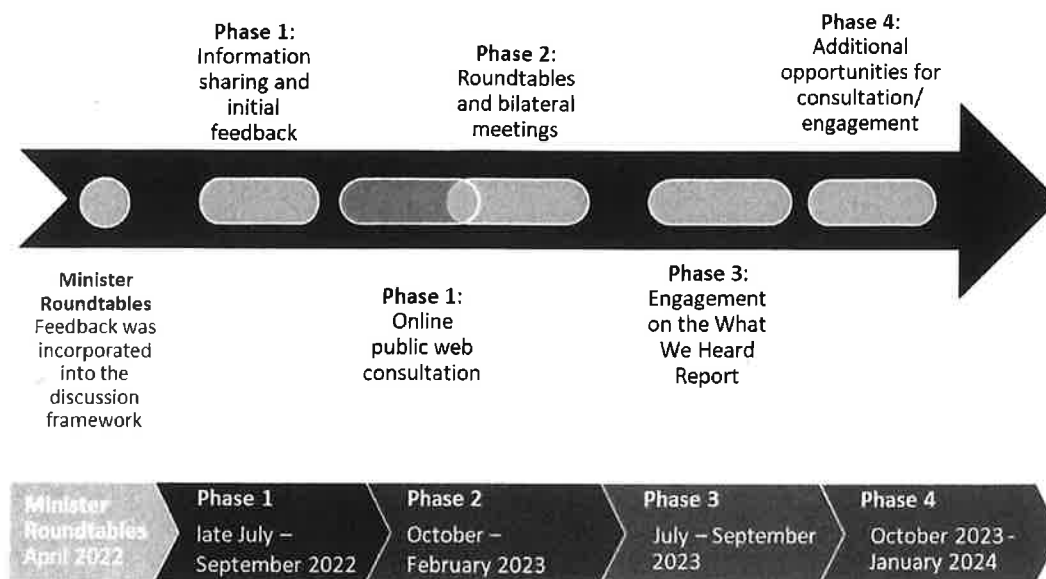 Phase 1:
Information
sharing and
initial
feedback
Phase 2:
Roundtables
and bilateral
meetings
Phase 4:
Additional
opportunities for
consultation/
engagement
Minister
Roundtables
Feedback was
incorporated
into the
discussion
framework
Phase 1:
Online
public web
consultation
Phase 3:
Engagement
on the What
We Heard
Report
Minister
Roundtables
April 2022
Phase 1
late July –
September 2022
Phase 2
October –
February 2023
Phase 3
July – September
2023
Phase 4
October 2023 -
January 2024